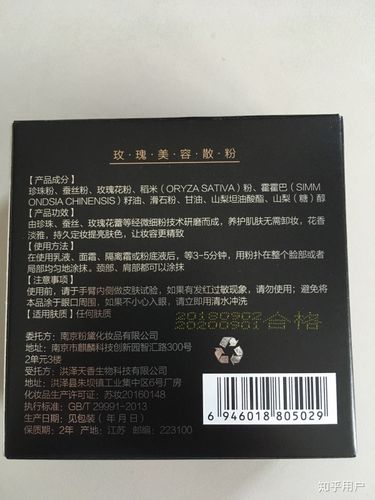 玫·瑰·美·容·散·粉
【产品成分】
珍珠粉、蚕丝粉、玫瑰花粉、稻米(ORYZA SATIVA)粉、霍霍巴(SIMM
ONDSIA CHINENSIS)籽油、滑石粉、甘油、山梨坦油酸酯、山梨(糖)醇
【产品功效】
由珍珠、蚕丝、玫瑰花蕾等经微细粉技术研磨而成,养护肌肤无需卸妆,花香
淡雅,持久定妆提亮肤色,让妆容更精致
【使用方法】
在使用乳液、面霜、隔离霜或粉底液后,等3-5分钟,用粉扑在整个脸部或者
局部均匀地涂抹。颈部、肩部都可以涂抹
【注意事项】
使用前,请于手臂内侧做皮肤试验,如果有发红过敏现象,请勿使用;避免将
本品涂于眼口周围,如果不小心入眼,请立即用清水冲洗
【适用肤质】任何肤质
20180902 合格
20200901
委托方:南京粉黛化妆品有限公司
地址:南京市麒麟科技创新园智汇路300号
2单元3楼
受托方:洪泽天香生物科技有限公司
地址:洪泽县朱坝镇工业集中区6号厂房
化妆品生产许可证:苏妆20160148
执行标准:GB/T 29991-2013
生产日期:见包装(年 月 日)
保质期:2年 产地:江苏 邮编:223100
6 946018 805029
知乎用户